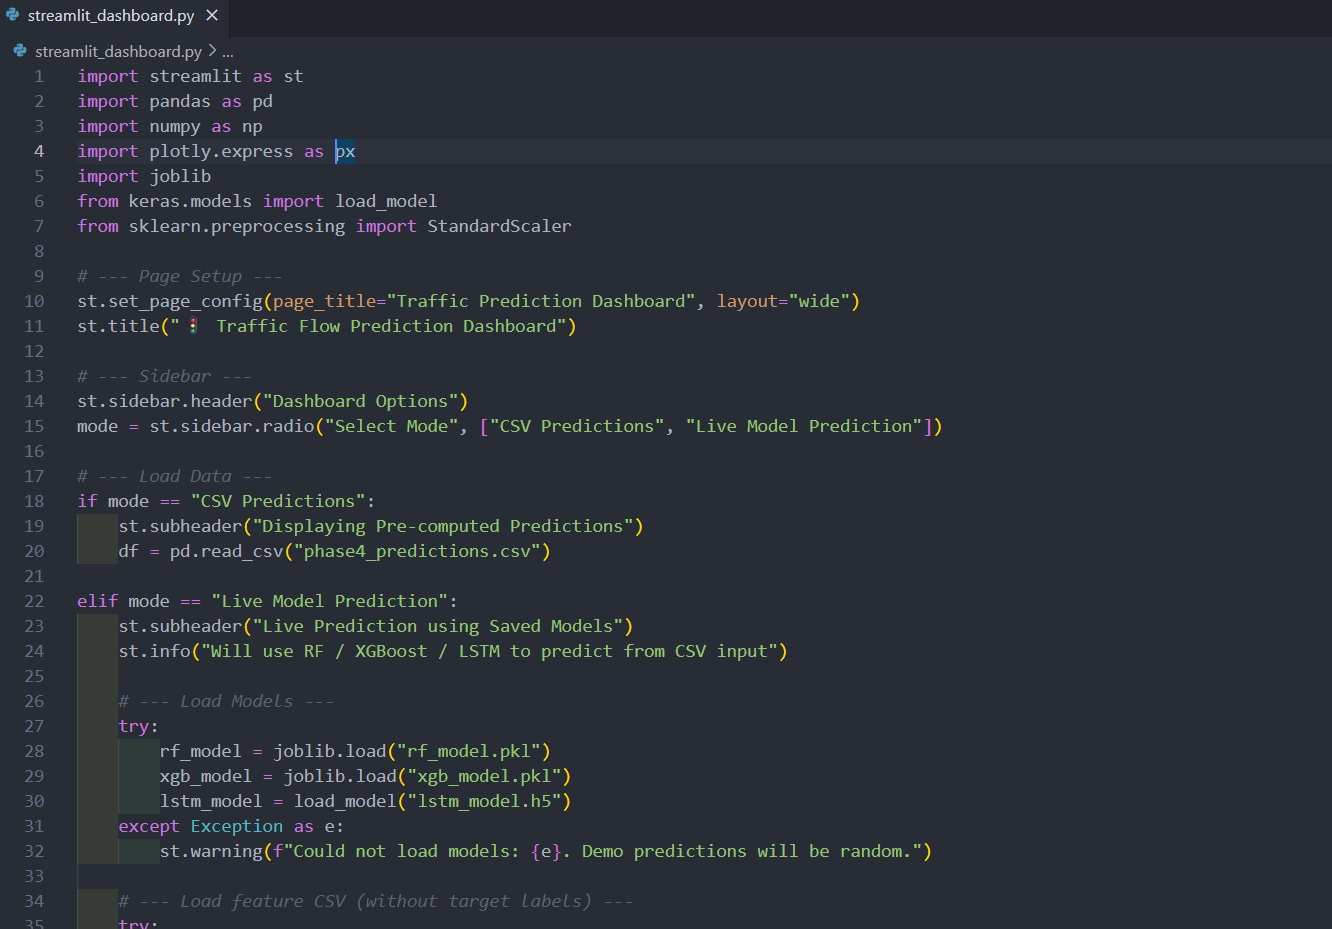 streamlit_dashboard.py
streamlit_dashboard.py > ...
1 import streamlit as st
2 import pandas as pd
3 import numpy as np
4 import plotly.express as px
5 import joblib
6 from keras.models import load_model
7 from sklearn.preprocessing import StandardScaler
8
9 # --- Page Setup ---
10 st.set_page_config(page_title="Traffic Prediction Dashboard", layout="wide")
11 st.title("🚦 Traffic Flow Prediction Dashboard")
12
13 # --- Sidebar ---
14 st.sidebar.header("Dashboard Options")
15 mode = st.sidebar.radio("Select Mode", ["CSV Predictions", "Live Model Prediction"])
16
17 # --- Load Data ---
18 if mode == "CSV Predictions":
19     st.subheader("Displaying Pre-computed Predictions")
20     df = pd.read_csv("phase4_predictions.csv")
21
22 elif mode == "Live Model Prediction":
23     st.subheader("Live Prediction using Saved Models")
24     st.info("Will use RF / XGBoost / LSTM to predict from CSV input")
25
26     # --- Load Models ---
27     try:
28         rf_model = joblib.load("rf_model.pkl")
29         xgb_model = joblib.load("xgb_model.pkl")
30         lstm_model = load_model("lstm_model.h5")
31     except Exception as e:
32         st.warning(f"Could not load models: {e}. Demo predictions will be random.")
33
34     # --- Load feature CSV (without target labels) ---
35     try: